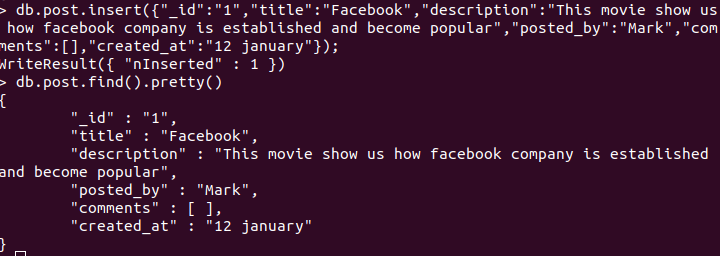 > db.post.insert({"_id":"1","title":"Facebook","description":"This movie show us
how facebook company is established and become popular","posted_by":"Mark","com
ments":[],"created_at":"12 january"});
WriteResult({ "nInserted" : 1 })
> db.post.find().pretty()
{
"_id" : "1",
"title" : "Facebook",
"description" : "This movie show us how facebook company is established
and become popular",
"posted_by" : "Mark",
"comments" : [ ],
"created_at" : "12 january"
}